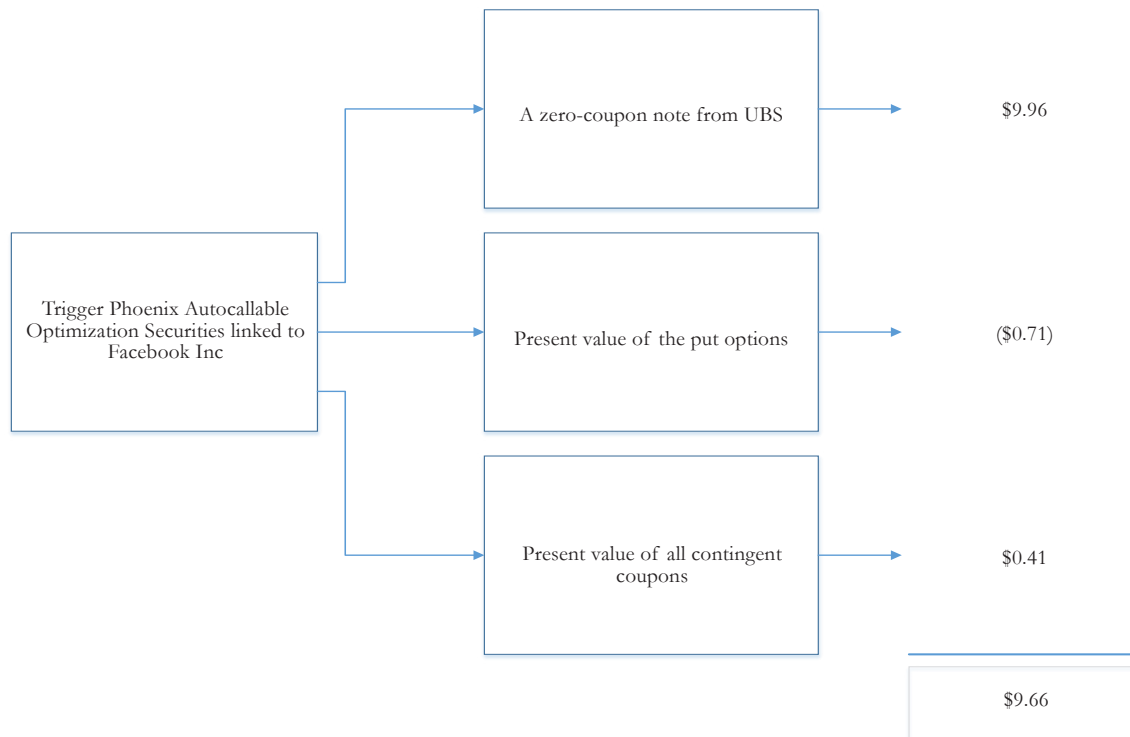 A zero-coupon note from UBS
$9.96
Trigger Phoenix Autocallable
Optimization Securities linked to
Facebook Inc
Present value of the put options
($0.71)
Present value of all contingent
coupons
$0.41
$9.66